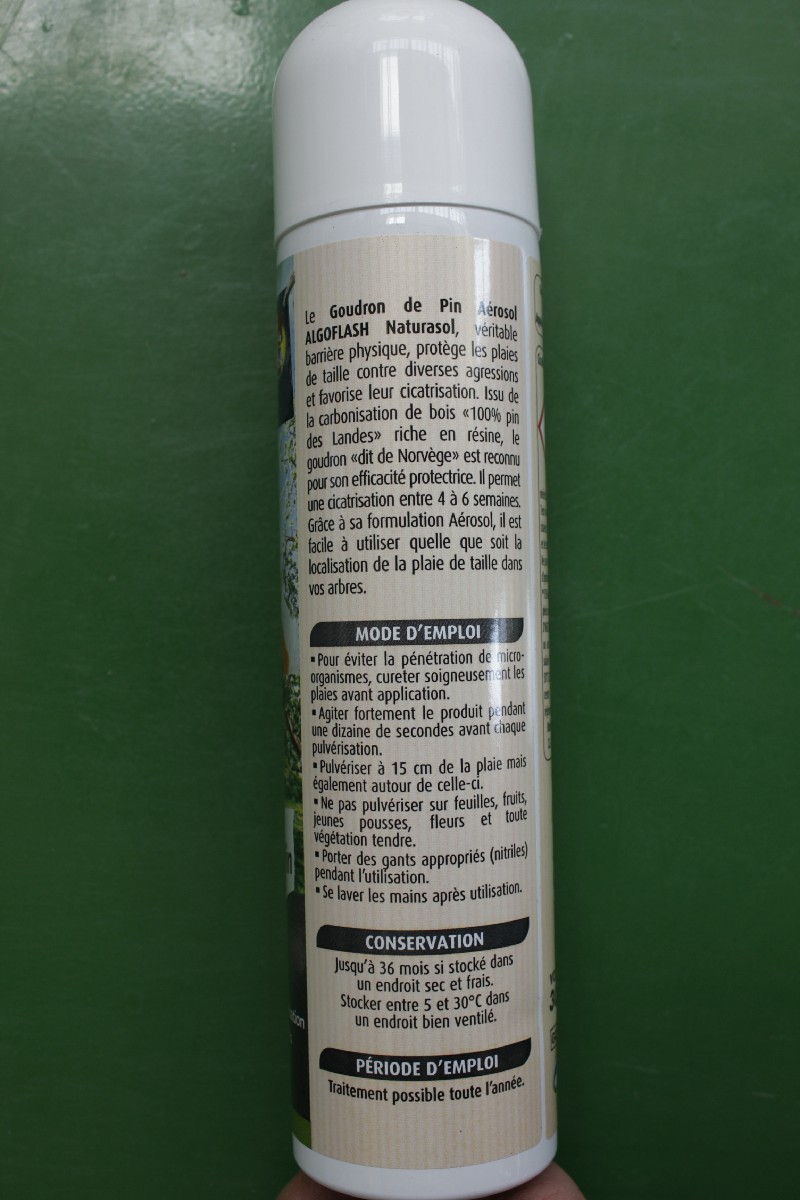 Le Goudron de Pin Aérosol
ALGOFLASH Naturasol, véritable
barrière physique, protège les plaies
de taille contre diverses agressions
et favorise leur cicatrisation. Issu de
la carbonisation de bois «100% pin
des Landes» riche en résine, le
goudron «dit de Norvège» est reconnu
pour son efficacité protectrice. Il permet
une cicatrisation entre 4 à 6 semaines.
Grâce à sa formulation Aérosol, il est
facile à utiliser quelle que soit la
localisation de la plaie de taille dans
vos arbres.
MODE D'EMPLOI
▪ Pour éviter la pénétration de micro-
organismes, cureter soigneusement les
plaies avant application.
▪ Agiter fortement le produit pendant
une dizaine de secondes avant chaque
pulvérisation.
▪ Pulvériser à 15 cm de la plaie mais
également autour de celle-ci.
▪ Ne pas pulvériser sur feuilles, fruits,
jeunes pousses, fleurs et toute
végétation tendre.
▪ Porter des gants appropriés (nitriles)
pendant l'utilisation.
▪ Se laver les mains après utilisation.
CONSERVATION
Jusqu'à 36 mois si stocké dans
un endroit sec et frais.
Stocker entre 5 et 30°C dans
un endroit bien ventilé.
PÉRIODE D'EMPLOI
Traitement possible toute l'année.